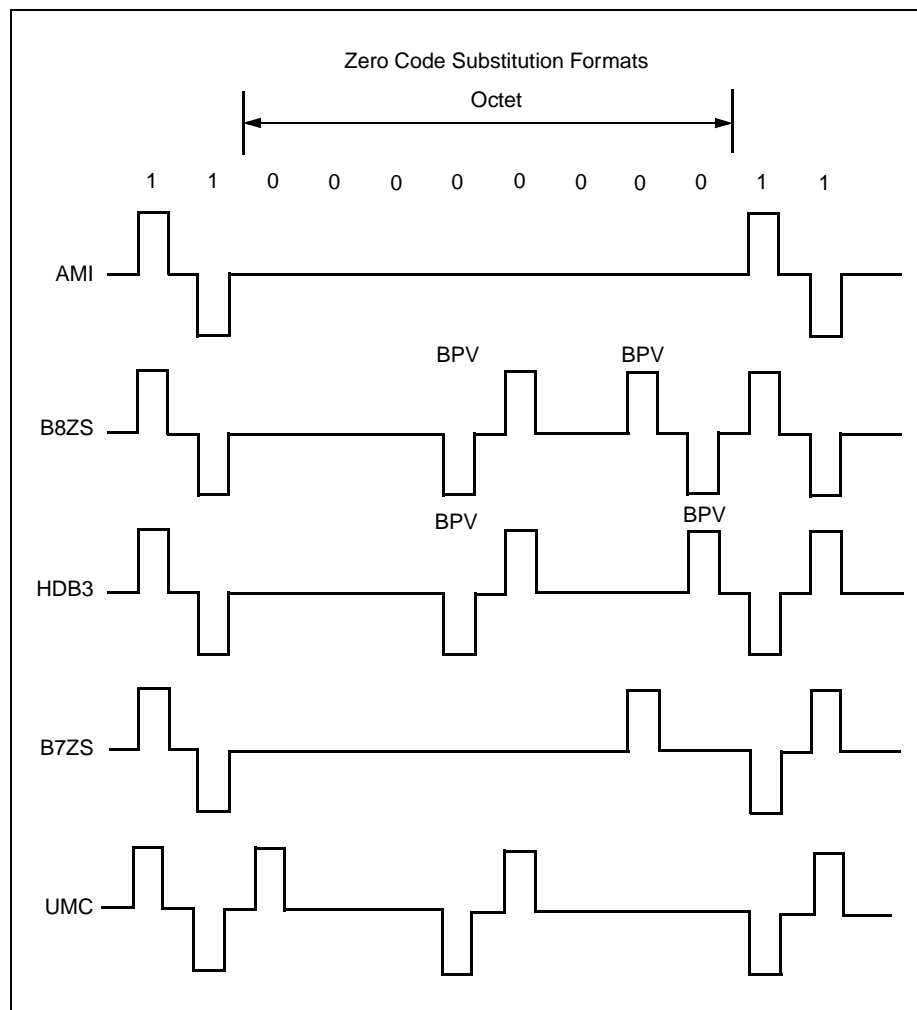 Zero Code Substitution Formats
Octet
1 1 0 0 0 0 0 0 0 0 1 1
AMI
BPV BPV
B8ZS
BPV BPV
HDB3
B7ZS
UMC